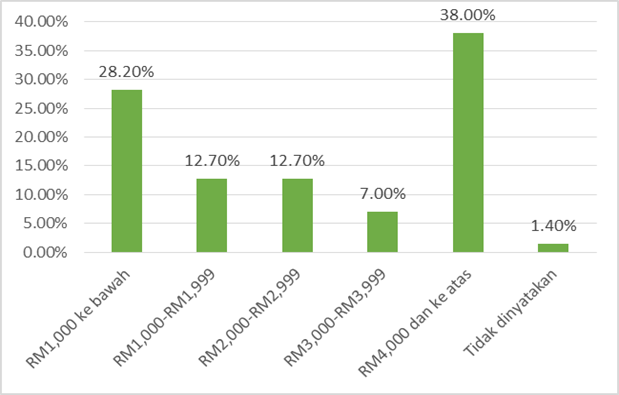 40.00%
35.00%
30.00%
25.00%
20.00%
15.00%
10.00%
5.00%
0.00%
28.20%
12.70%
12.70%
7.00%
38.00%
1.40%
RM1,000 ke bawah
RM1,000-RM1,999
RM2,000-RM2,999
RM3,000-RM3,999
RM4,000 dan ke atas
Tidak dinyatakan